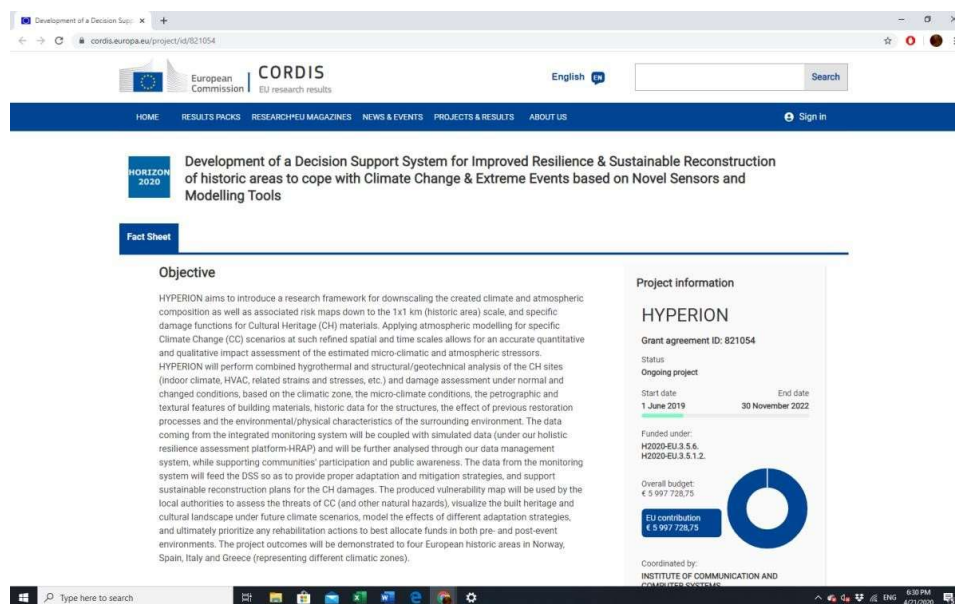 Development of a Decision Supp
cordis.europa.eu/project/id/821054
European
Commission
CORDIS
EU research results
English EN
Search
HOME RESULTS PACKS RESEARCH*EU MAGAZINES NEWS & EVENTS PROJECTS & RESULTS ABOUT US Sign in
HORIZON
2020
Development of a Decision Support System for Improved Resilience & Sustainable Reconstruction
of historic areas to cope with Climate Change & Extreme Events based on Novel Sensors and
Modelling Tools
Fact Sheet
Objective
HYPERION aims to introduce a research framework for downscaling the created climate and atmospheric
composition as well as associated risk maps down to the 1x1 km (historic area) scale, and specific
damage functions for Cultural Heritage (CH) materials. Applying atmospheric modelling for specific
Climate Change (CC) scenarios at such refined spatial and time scales allows for an accurate quantitative
and qualitative impact assessment of the estimated micro-climatic and atmospheric stressors.
HYPERION will perform combined hygrothermal and structural/geotechnical analysis of the CH sites
(indoor climate, HVAC, related strains and stresses, etc.) and damage assessment under normal and
changed conditions, based on the climatic zone, the micro-climate conditions, the petrographic and
textural features of building materials, historic data for the structures, the effect of previous restoration
processes and the environmental/physical characteristics of the surrounding environment. The data
coming from the integrated monitoring system will be coupled with simulated data (under our holistic
resilience assessment platform-HRAP) and will be further analysed through our data management
system, while supporting communities' participation and public awareness. The data from the monitoring
system will feed the DSS so as to provide proper adaptation and mitigation strategies, and support
sustainable reconstruction plans for the CH damages. The produced vulnerability map will be used by the
local authorities to assess the threats of CC (and other natural hazards), visualize the built heritage and
cultural landscape under future climate scenarios, model the effects of different adaptation strategies,
and ultimately prioritize any rehabilitation actions to best allocate funds in both pre- and post-event
environments. The project outcomes will be demonstrated to four European historic areas in Norway,
Spain, Italy and Greece (representing different climatic zones).
Project information
HYPERION
Grant agreement ID: 821054
Status
Ongoing project
Start date End date
1 June 2019 30 November 2022
Funded under:
H2020-EU.3.5.6.
H2020-EU.3.5.1.2.
Overall budget:
€ 5 997 728,75
EU contribution
€ 5 997 728,75
Coordinated by:
INSTITUTE OF COMMUNICATION AND
COMPUTER SYSTEMS
Type here to search
ENG
6:30 PM
4/21/2020